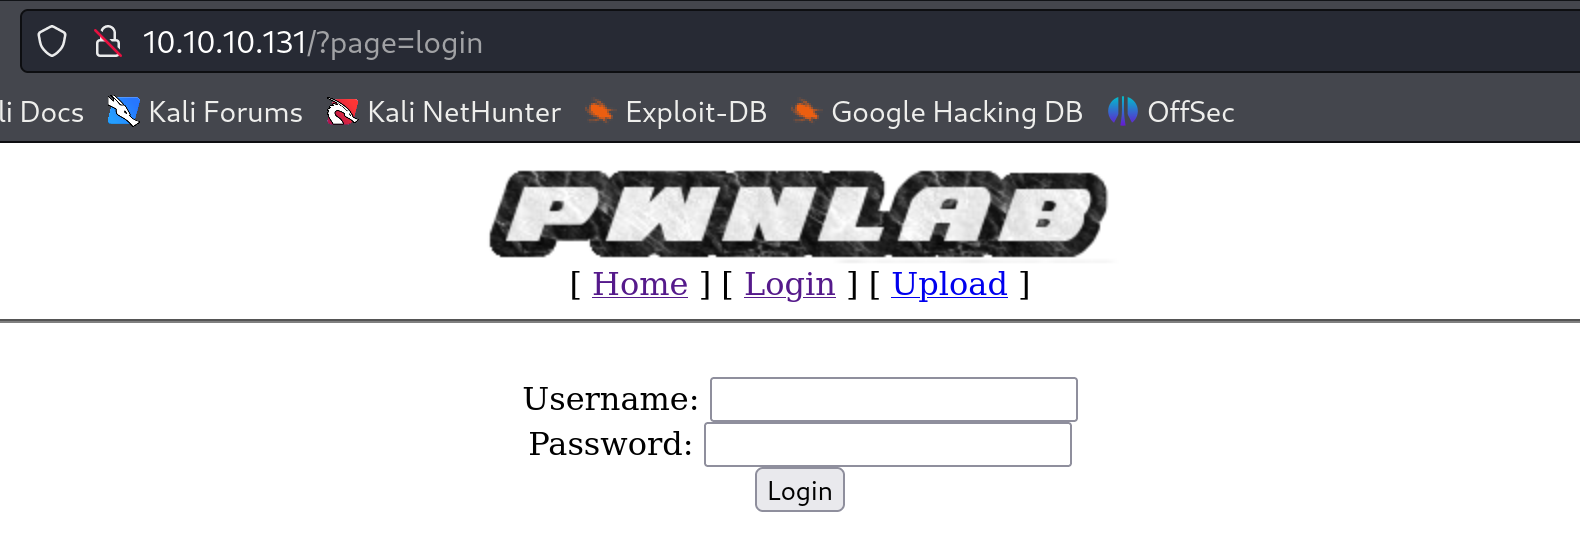 10.10.10.131/?page=login
li Docs Kali Forums Kali NetHunter Exploit-DB Google Hacking DB OffSec
PWNLAB
[ Home ] [ Login ] [ Upload ]
Username:
Password:
Login